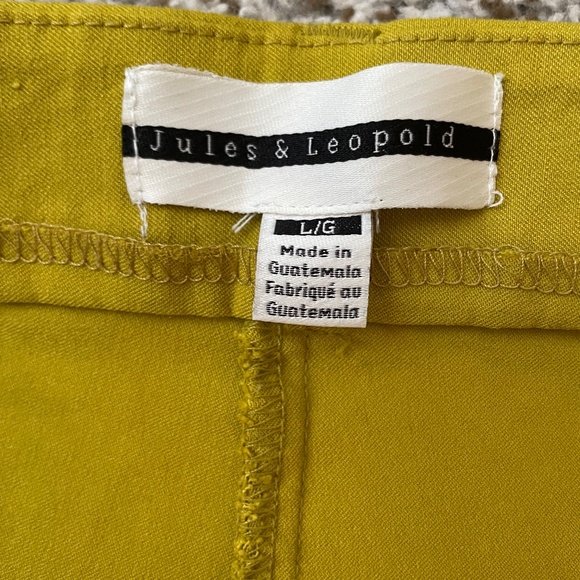 Jules & Leopold
L/G
Made in
Guatemala
Fabriqué au
Guatemala